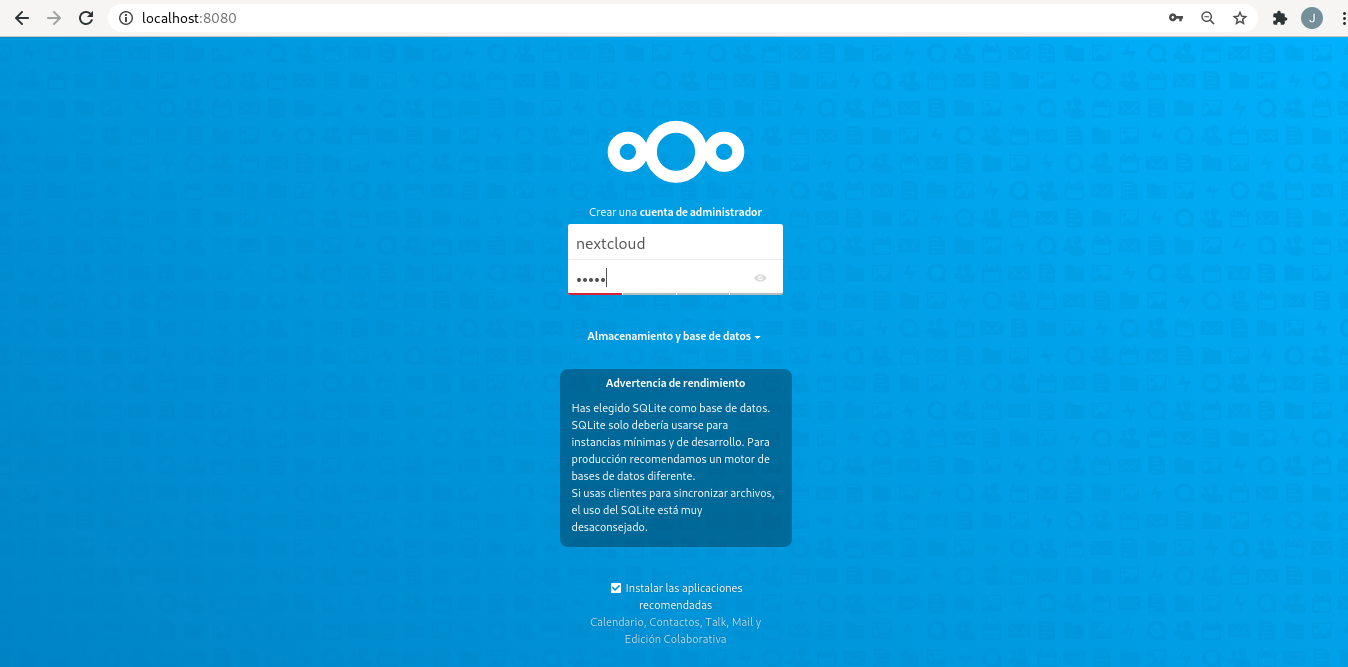 localhost:8080
J
Crear una cuenta de administrador
nextcloud
•••••
Almacenamiento y base de datos
Advertencia de rendimiento
Has elegido SQLite como base de datos.
SQLite solo debería usarse para
instancias mínimas y de desarrollo. Para
producción recomendamos un motor de
bases de datos diferente.
Si usas clientes para sincronizar archivos,
el uso del SQLite está muy
desaconsejado.
Instalar las aplicaciones
recomendadas
Calendario, Contactos, Talk, Mail y
Edición Colaborativa